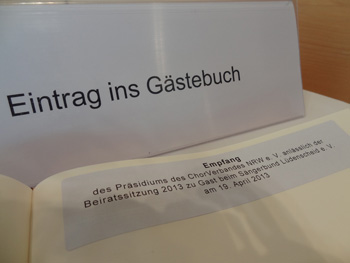 Eintrag ins Gästebuch
Empfang
des Präsidiums des ChorVerbandes NRW e. V. anlässlich der
Beiratssitzung 2013 zu Gast beim Sängerbund Lüdenscheid e. V.
am 19. April 2013